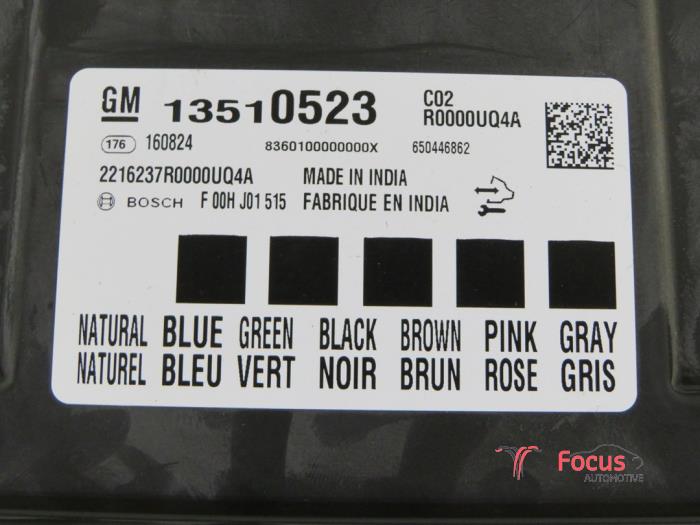 GM 13510523 C02
R0000UQ4A
176 160824 8360100000000X 650446862
2216237R0000UQ4A MADE IN INDIA
BOSCH F 00H J01 515 FABRIQUE EN INDIA
NATURAL BLUE GREEN BLACK BROWN PINK GRAY
NATUREL BLEU VERT NOIR BRUN ROSE GRIS
Focus
AUTOMOTIVE